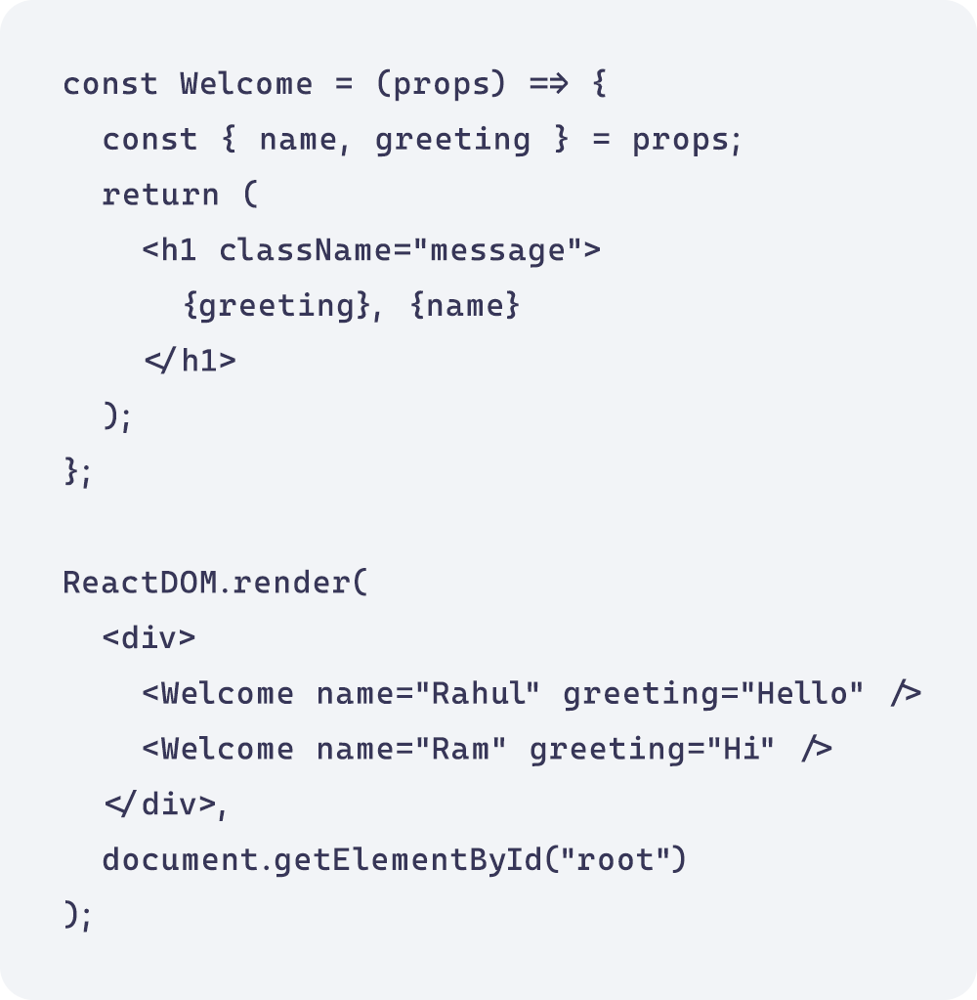 const Welcome = (props) => {
  const { name, greeting } = props;
  return (
    <h1 className="message">
      {greeting}, {name}
    </h1>
  );
};

ReactDOM.render(
  <div>
    <Welcome name="Rahul" greeting="Hello" />
    <Welcome name="Ram" greeting="Hi" />
  </div>,
  document.getElementById("root")
);